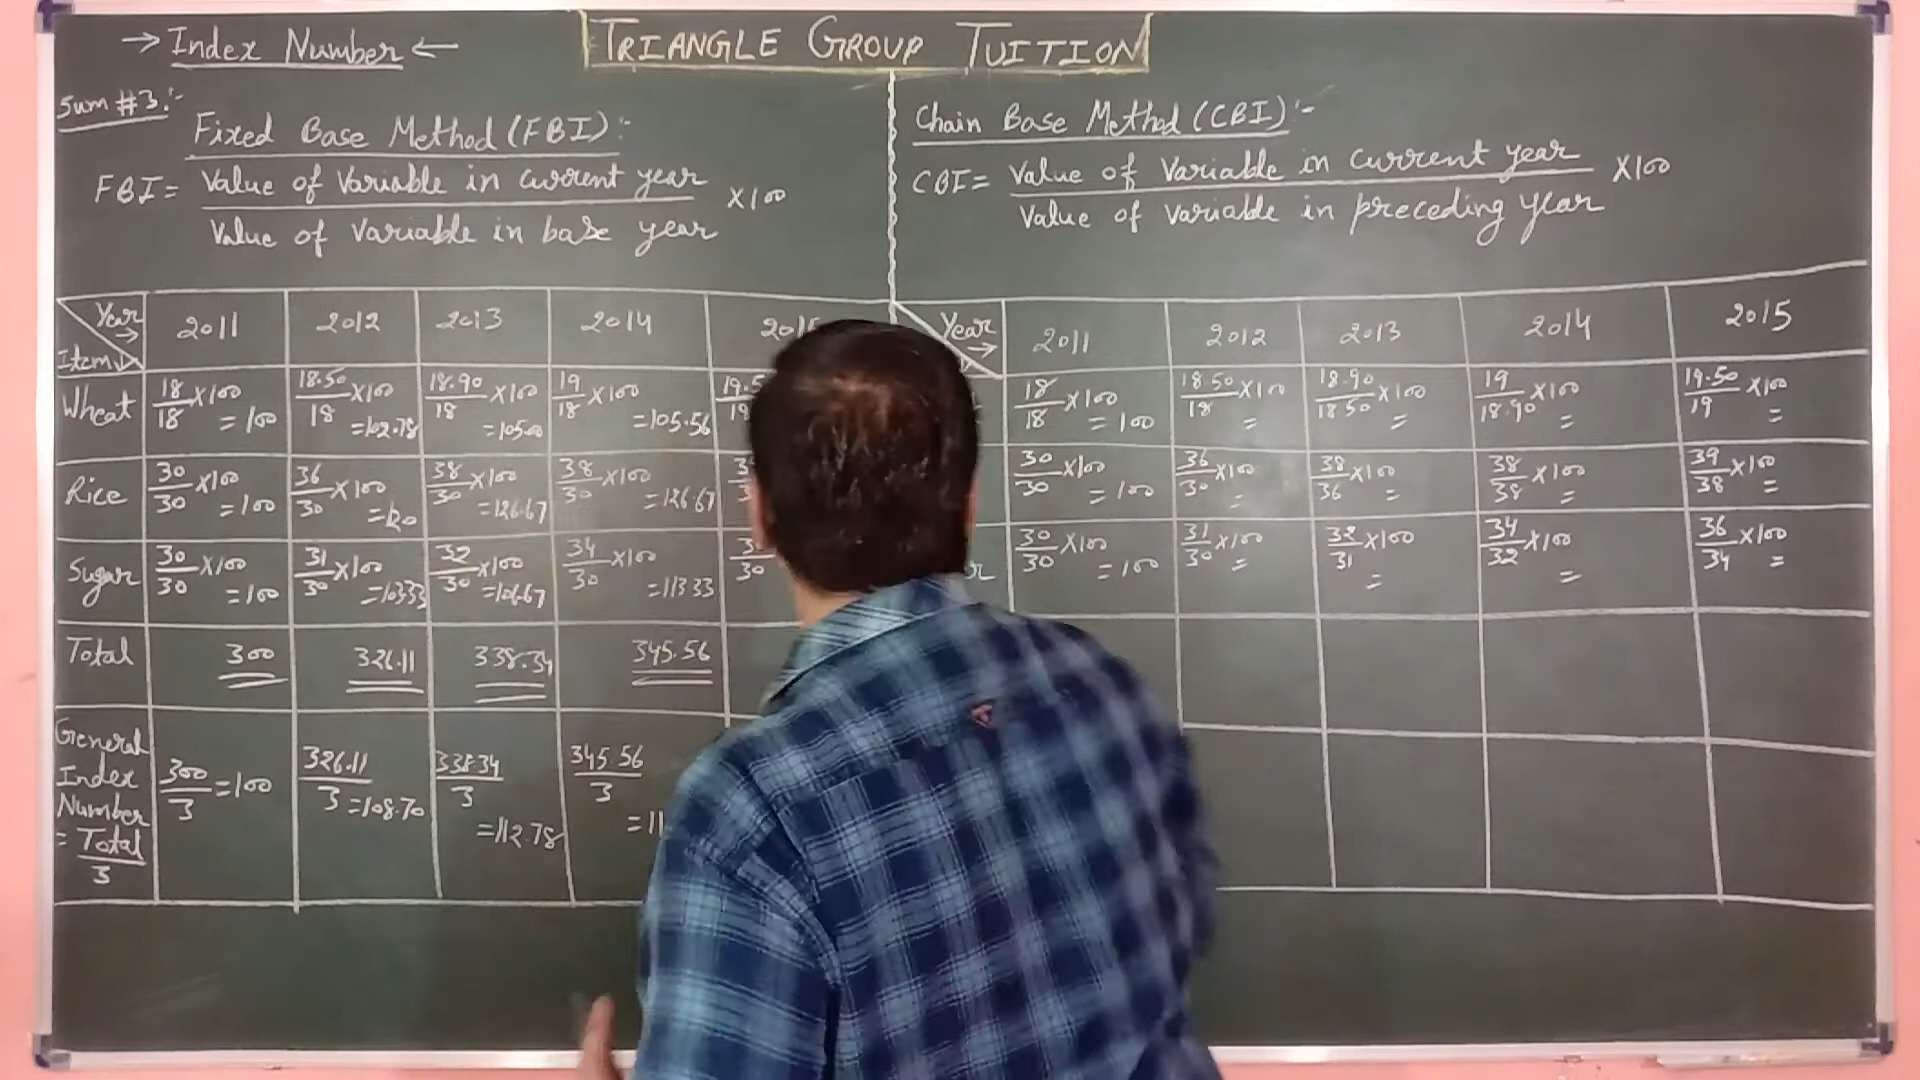 → Index Number ←
TRIANGLE GROUP TUITION
Sum #3:-
Fixed Base Method (FBI):-
FBI = Value of Variable in current year
Value of Variable in base year
×100
Chain Base Method (CBI):-
CBI = Value of Variable in current year
Value of Variable in preceding year
×100
Year → 2011 2012 2013 2014
Item ↓
Wheat 18/18 ×100 = 100 18.50/18 ×100 = 102.78 18.90/18 ×100 = 105.00 19/18 ×100 = 105.56
Rice 30/30 ×100 = 100 36/30 ×100 = 120 38/30 ×100 = 126.67 38/30 ×100 = 126.67
Sugar 30/30 ×100 = 100 31/30 ×100 = 103.33 32/30 ×100 = 106.67 34/30 ×100 = 113.33
Total 300 326.11 338.34 345.56
General Index Number = Total/3 300/3 = 100 326.11/3 = 108.70 338.34/3 = 112.78 345.56/3
Year → 2011 2012 2013 2014 2015
18/18 ×100 = 100 18.50/18 ×100 = 18.90/18.50 ×100 = 19/18.90 ×100 = 19.50/19 ×100 =
30/30 ×100 = 100 36/30 ×100 = 38/36 ×100 = 38/38 ×100 = 39/38 ×100 =
30/30 ×100 = 100 31/30 ×100 = 32/31 ×100 = 34/32 ×100 = 36/34 ×100 =